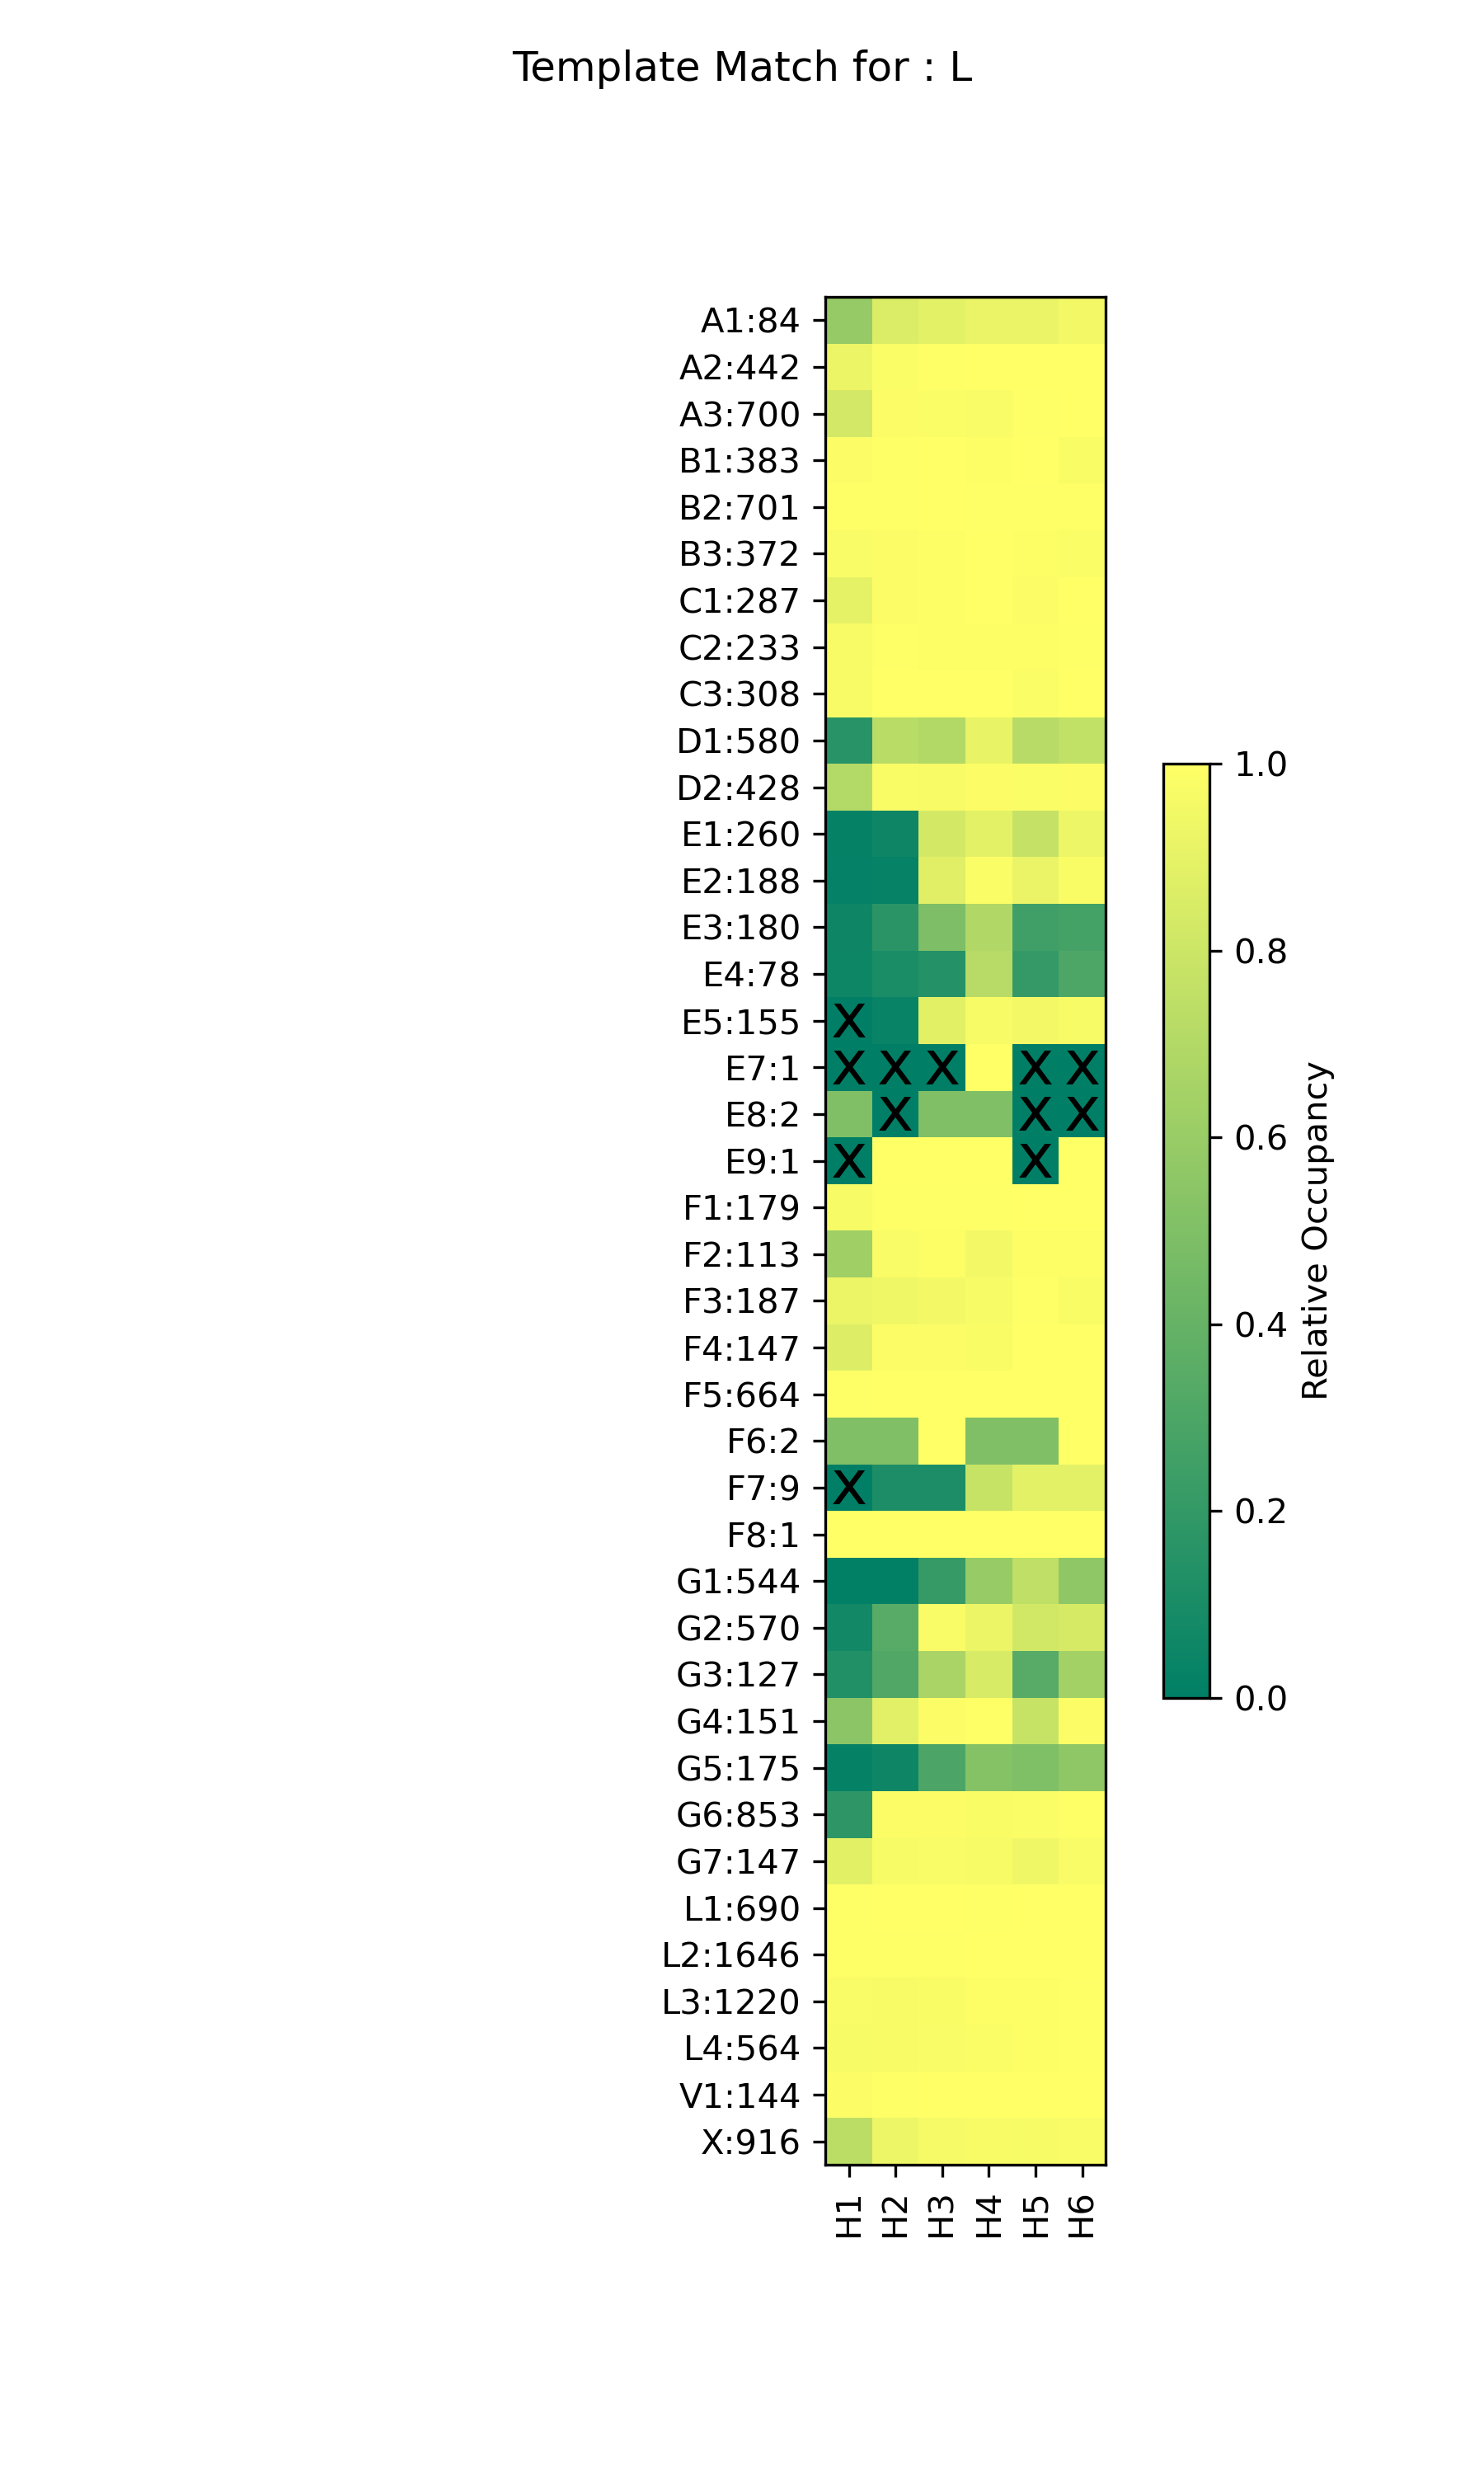 Template Match for : L
A1:84
A2:442
A3:700
B1:383
B2:701
B3:372
C1:287
C2:233
C3:308
D1:580
D2:428
E1:260
E2:188
E3:180
E4:78
E5:155
X
E7:1
X X X X X
E8:2
X X X
E9:1
X X
F1:179
F2:113
F3:187
F4:147
F5:664
F6:2
F7:9
X
F8:1
G1:544
G2:570
G3:127
G4:151
G5:175
G6:853
G7:147
L1:690
L2:1646
L3:1220
L4:564
V1:144
X:916
H1 H2 H3 H4 H5 H6
1.0
0.8
0.6
0.4
0.2
0.0
Relative Occupancy